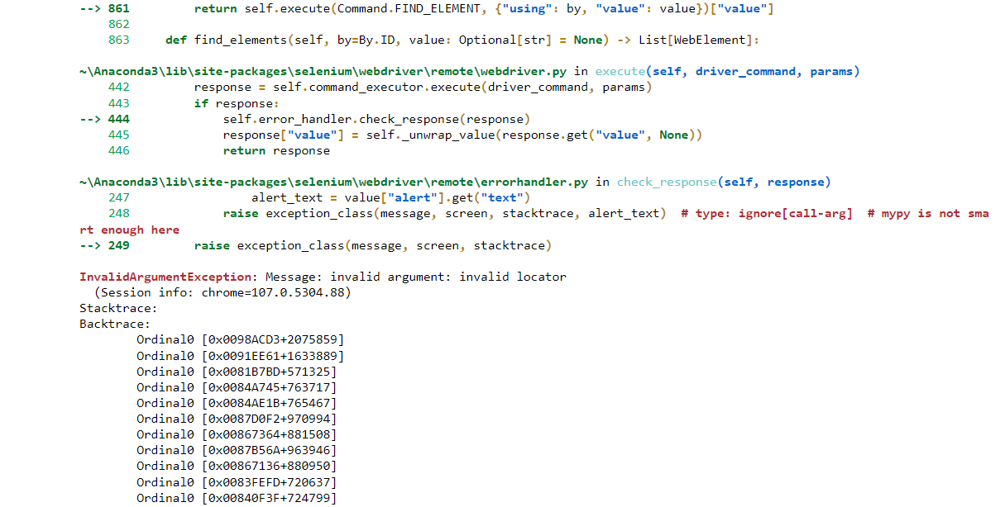 --> 861         return self.execute(Command.FIND_ELEMENT, {"using": by, "value": value})["value"]
862
863     def find_elements(self, by=By.ID, value: Optional[str] = None) -> List[WebElement]:
~\Anaconda3\lib\site-packages\selenium\webdriver\remote\webdriver.py in execute(self, driver_command, params)
442         response = self.command_executor.execute(driver_command, params)
443         if response:
--> 444             self.error_handler.check_response(response)
445             response["value"] = self._unwrap_value(response.get("value", None))
446             return response
~\Anaconda3\lib\site-packages\selenium\webdriver\remote\errorhandler.py in check_response(self, response)
247                 alert_text = value["alert"].get("text")
248             raise exception_class(message, screen, stacktrace, alert_text)  # type: ignore[call-arg]  # mypy is not sma
rt enough here
--> 249         raise exception_class(message, screen, stacktrace)
InvalidArgumentException: Message: invalid argument: invalid locator
(Session info: chrome=107.0.5304.88)
Stacktrace:
Backtrace:
Ordinal0 [0x0098ACD3+2075859]
Ordinal0 [0x0091EE61+1633889]
Ordinal0 [0x0081B7BD+571325]
Ordinal0 [0x0084A745+763717]
Ordinal0 [0x0084AE1B+765467]
Ordinal0 [0x0087D0F2+970994]
Ordinal0 [0x00867364+881508]
Ordinal0 [0x0087B56A+963946]
Ordinal0 [0x00867136+880950]
Ordinal0 [0x0083FEFD+720637]
Ordinal0 [0x00840F3F+724799]